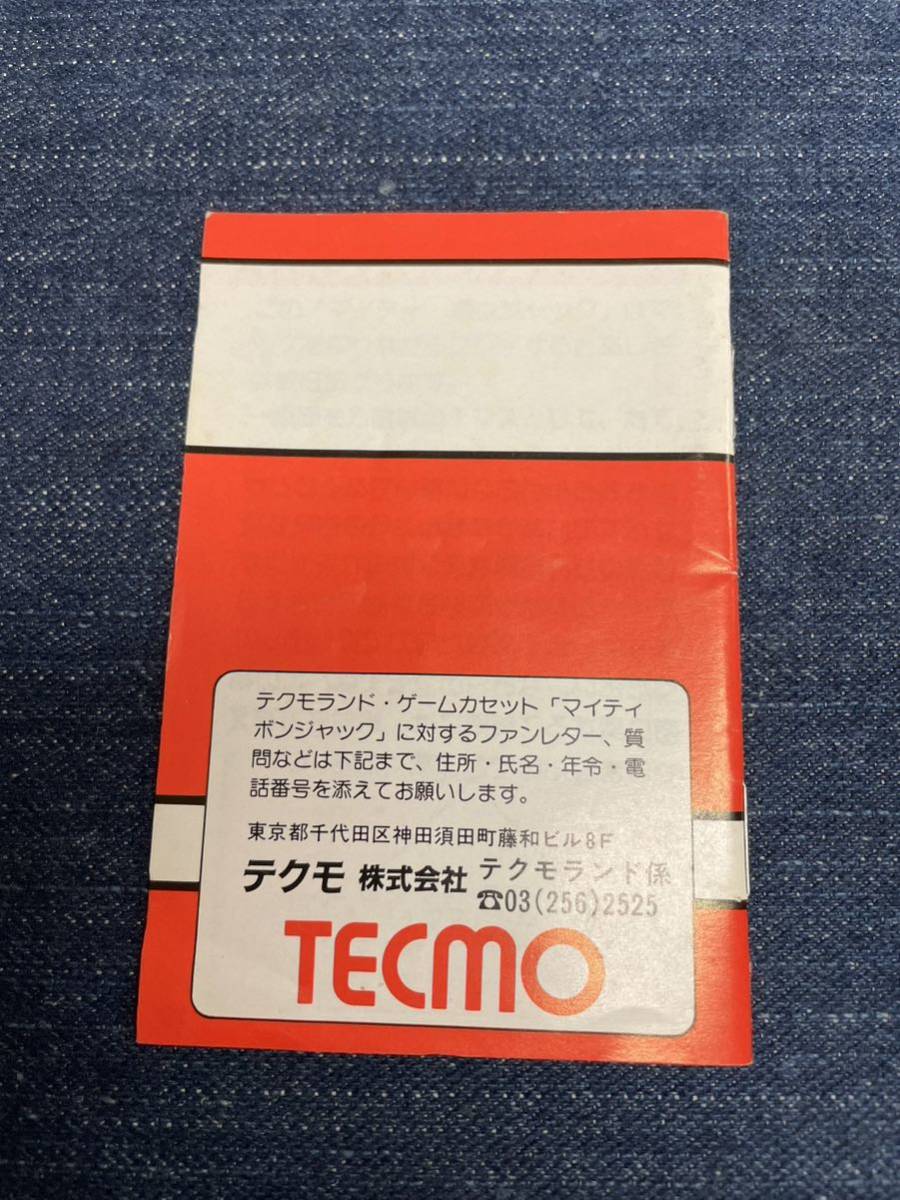 テクモランド・ゲームカセット「マイティ
ボンジャック」に対するファンレター、質
問などは下記まで、住所・氏名・年令・電
話番号を添えてお願いします。
東京都千代田区神田須田町藤和ビル8F
テクモ 株式会社 テクモランド係
☎03(256)2525
TECMO